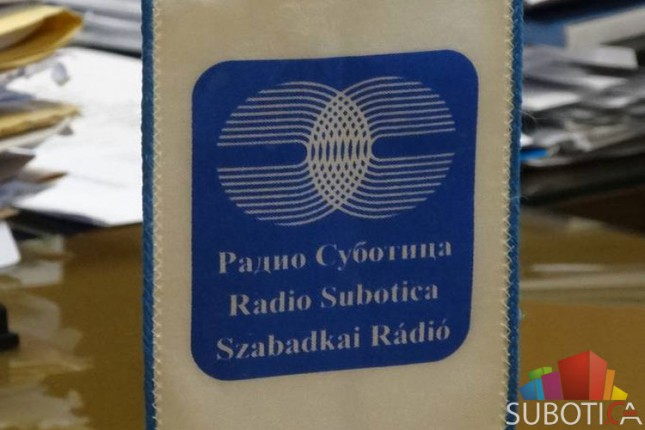 Радио Суботица
Radio Subotica
Szabadkai Rádió
SUBOTICA